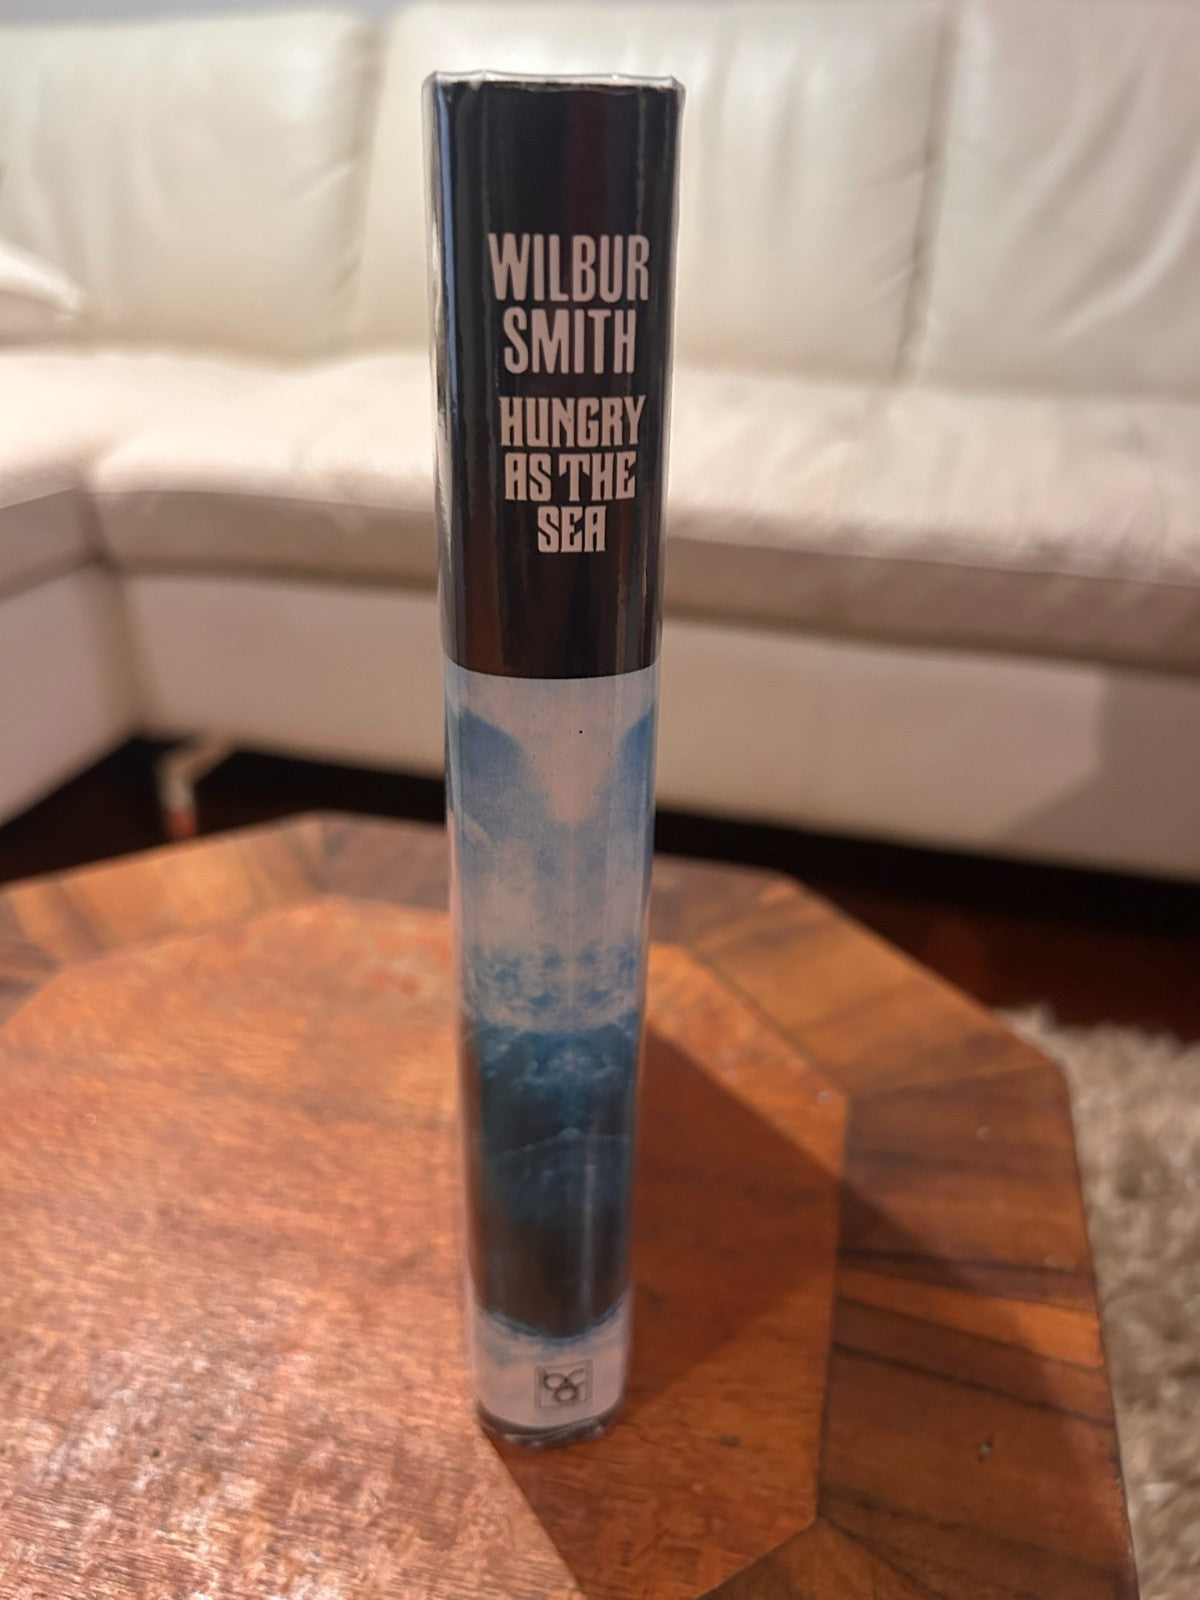 WILBUR
SMITH
HUNGRY
AS THE
SEA